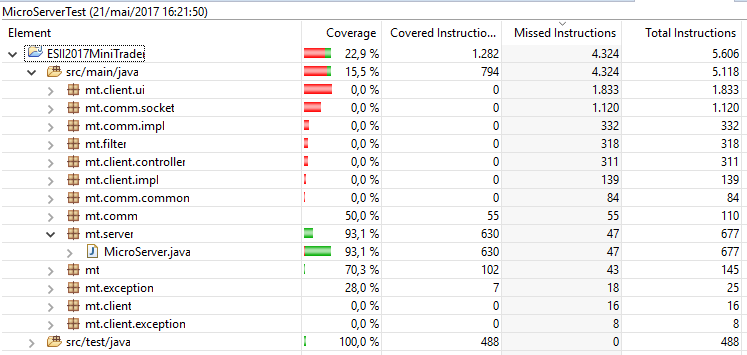 MicroServerTest (21/mai/2017 16:21:50)
Element Coverage Covered Instructio... Missed Instructions Total Instructions
ESII2017MiniTrader 22,9 % 1.282 4.324 5.606
src/main/java 15,5 % 794 4.324 5.118
mt.client.ui 0,0 % 0 1.833 1.833
mt.comm.socket 0,0 % 0 1.120 1.120
mt.comm.impl 0,0 % 0 332 332
mt.filter 0,0 % 0 318 318
mt.client.controller 0,0 % 0 311 311
mt.client.impl 0,0 % 0 139 139
mt.comm.common 0,0 % 0 84 84
mt.comm 50,0 % 55 55 110
mt.server 93,1 % 630 47 677
MicroServer.java 93,1 % 630 47 677
mt 70,3 % 102 43 145
mt.exception 28,0 % 7 18 25
mt.client 0,0 % 0 16 16
mt.client.exception 0,0 % 0 8 8
src/test/java 100,0 % 488 0 488